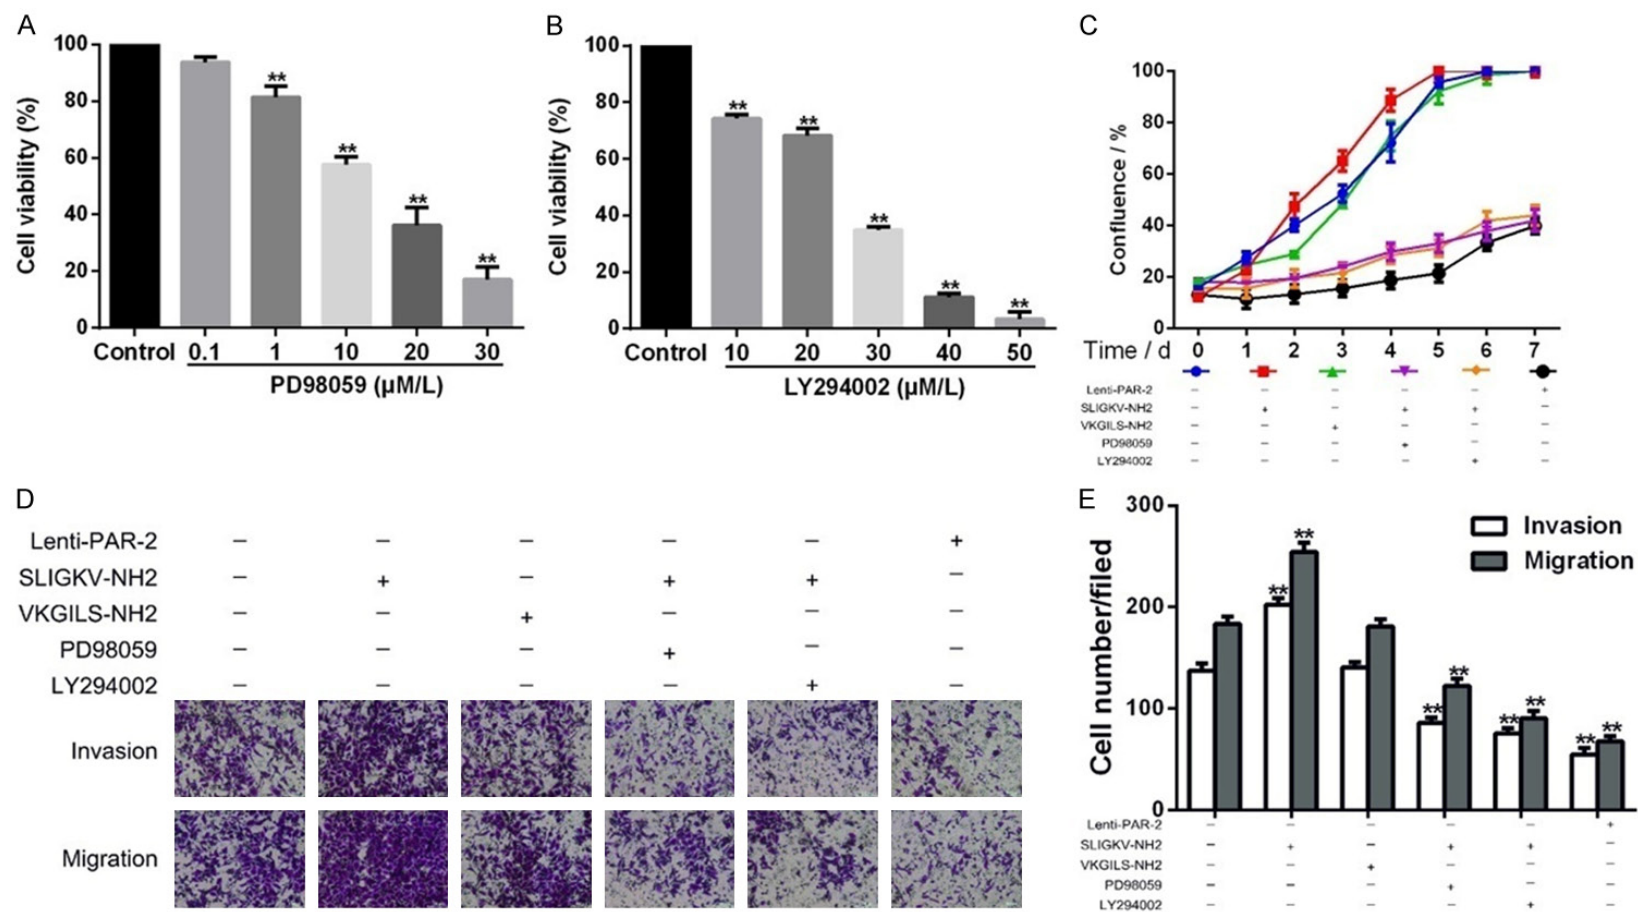 A
100
80
60
40
20
0
Cell viability (%)
** ** ** **
Control 0.1 1 10 20 30
PD98059 (μM/L)
B
100
80
60
40
20
0
Cell viability (%)
** ** ** ** **
Control 10 20 30 40 50
LY294002 (μM/L)
C
100
80
60
40
20
0
Confluence / %
Time / d 0 1 2 3 4 5 6 7
Lenti-PAR-2 − − − − − +
SLIGKV-NH2 − + − + + −
VKGILS-NH2 − − + − − −
PD98059 − − − + − −
LY294002 − − − − + −
D
Lenti-PAR-2 − − − − − +
SLIGKV-NH2 − + − + + −
VKGILS-NH2 − − + − − −
PD98059 − − − + − −
LY294002 − − − − + −
Invasion
Migration
E
300
200
100
0
Cell number/filed
Invasion
Migration
** ** ** ** ** ** ** **
Lenti-PAR-2 − − − − − +
SLIGKV-NH2 − + − + + −
VKGILS-NH2 − − + − − −
PD98059 − − − + − −
LY294002 − − − − + −